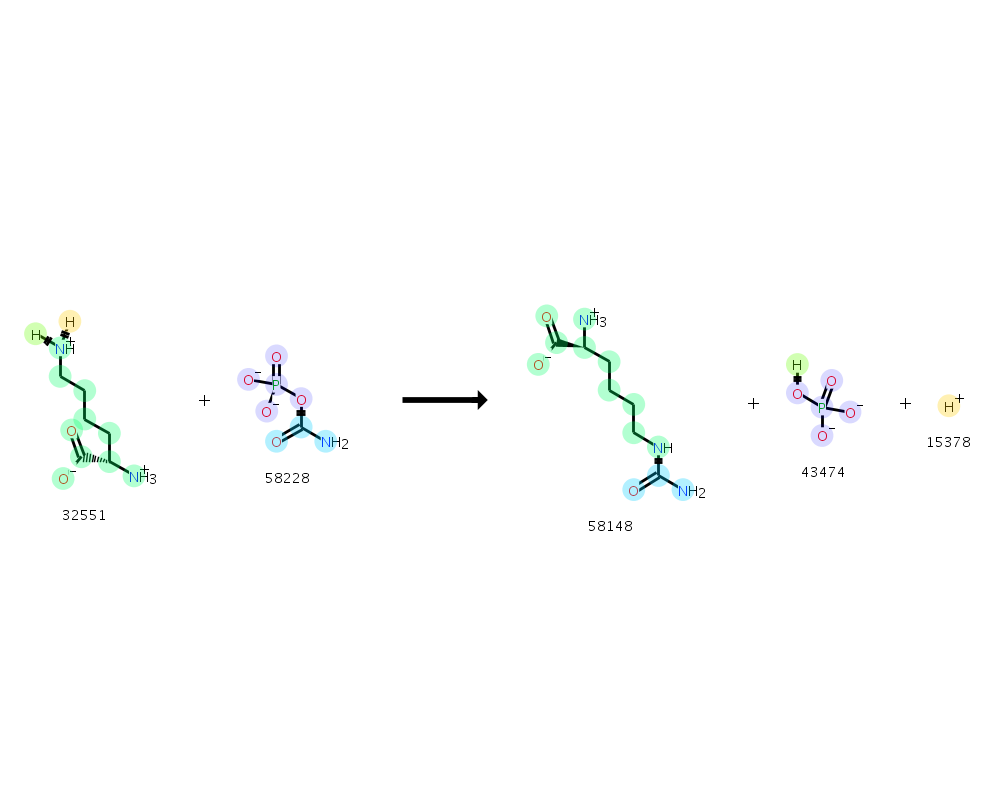 H H
NH+
O
O-
NH3+
32551
+
O
O- P O
O-
O NH2
58228
O NH3+
O-
NH
O NH2
58148
+
H
O O
P O-
O-
43474
+
H+
15378